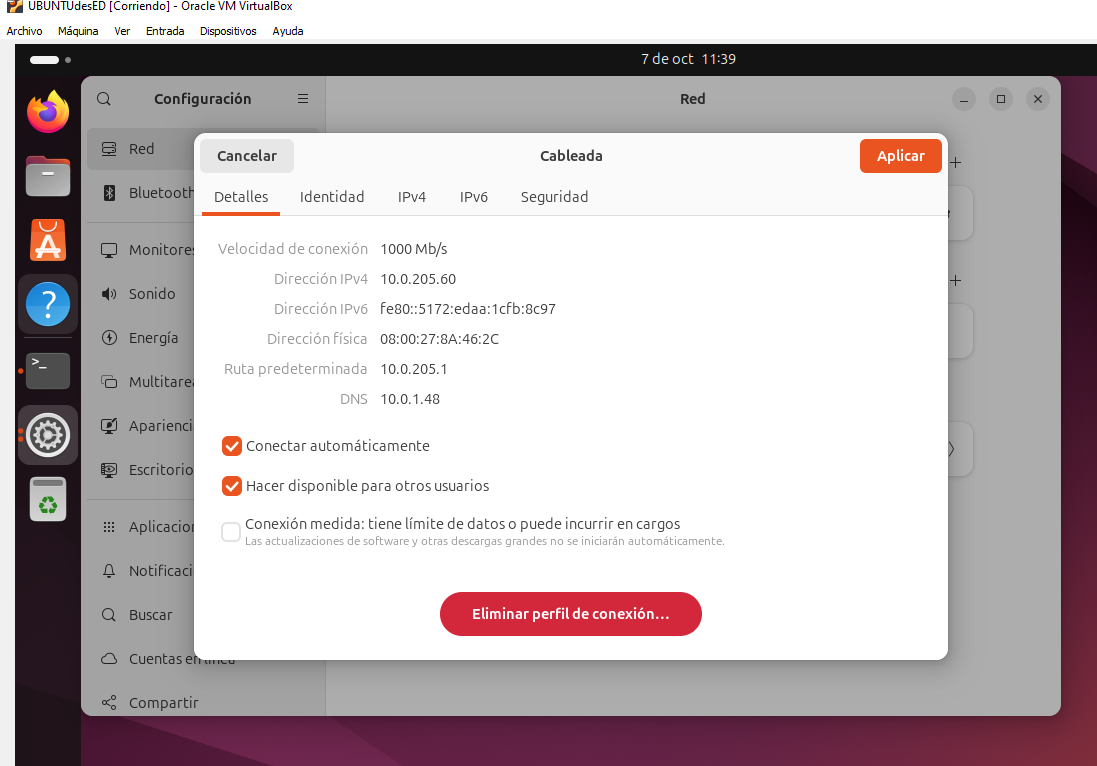 UBUNTUdesED [Corriendo] - Oracle VM VirtualBox
Archivo Máquina Ver Entrada Dispositivos Ayuda
7 de oct 11:39
Configuración
Red
Red
Bluetooth
Monitores
Sonido
Energía
Multitarea
Aparienci
Escritorio
Aplicacion
Notificaci
Buscar
Cuentas en línea
Compartir
Cancelar
Cableada
Aplicar
Detalles Identidad IPv4 IPv6 Seguridad
Velocidad de conexión 1000 Mb/s
Dirección IPv4 10.0.205.60
Dirección IPv6 fe80::5172:edaa:1cfb:8c97
Dirección física 08:00:27:8A:46:2C
Ruta predeterminada 10.0.205.1
DNS 10.0.1.48
Conectar automáticamente
Hacer disponible para otros usuarios
Conexión medida: tiene límite de datos o puede incurrir en cargos
Las actualizaciones de software y otras descargas grandes no se iniciarán automáticamente.
Eliminar perfil de conexión…